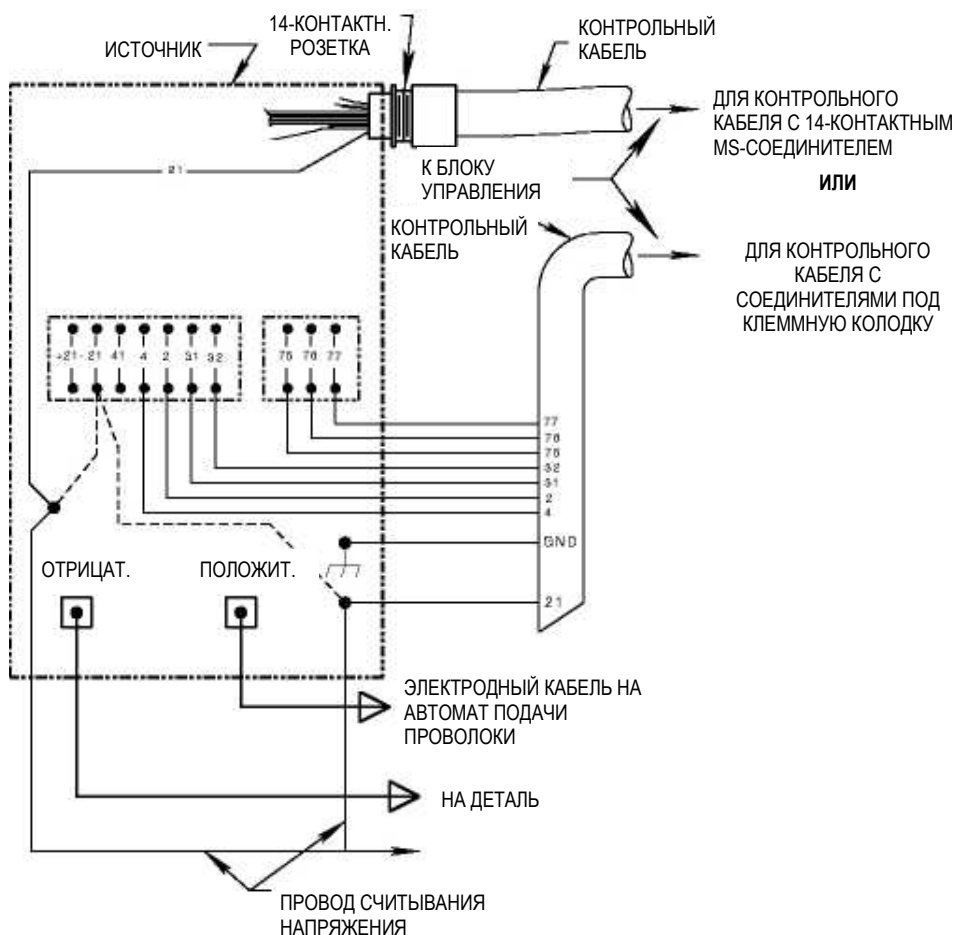 14-КОНТАКТН.
РОЗЕТКА
ИСТОЧНИК
КОНТРОЛЬНЫЙ
КАБЕЛЬ
ДЛЯ КОНТРОЛЬНОГО
КАБЕЛЯ С 14-КОНТАКТНЫМ
MS-СОЕДИНИТЕЛЕМ
21
К БЛОКУ
УПРАВЛЕНИЯ
ИЛИ
КОНТРОЛЬНЫЙ
КАБЕЛЬ
ДЛЯ КОНТРОЛЬНОГО
КАБЕЛЯ С
СОЕДИНИТЕЛЯМИ ПОД
КЛЕММНУЮ КОЛОДКУ
+21- 21 41 4 2 31 32
75 76 77
77
76
75
32
31
2
4
GND
21
ОТРИЦАТ.
ПОЛОЖИТ.
ЭЛЕКТРОДНЫЙ КАБЕЛЬ НА
АВТОМАТ ПОДАЧИ
ПРОВОЛОКИ
НА ДЕТАЛЬ
ПРОВОД СЧИТЫВАНИЯ
НАПРЯЖЕНИЯ